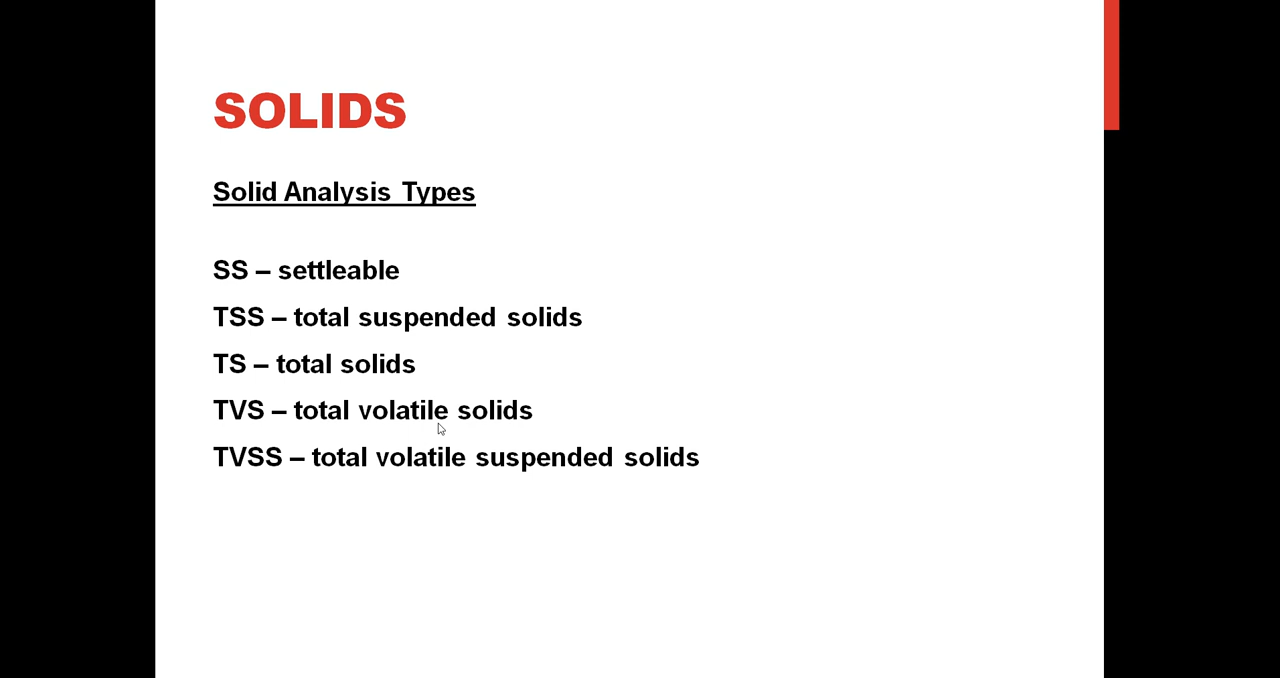 SOLIDS
Solid Analysis Types
SS – settleable
TSS – total suspended solids
TS – total solids
TVS – total volatile solids
TVSS – total volatile suspended solids